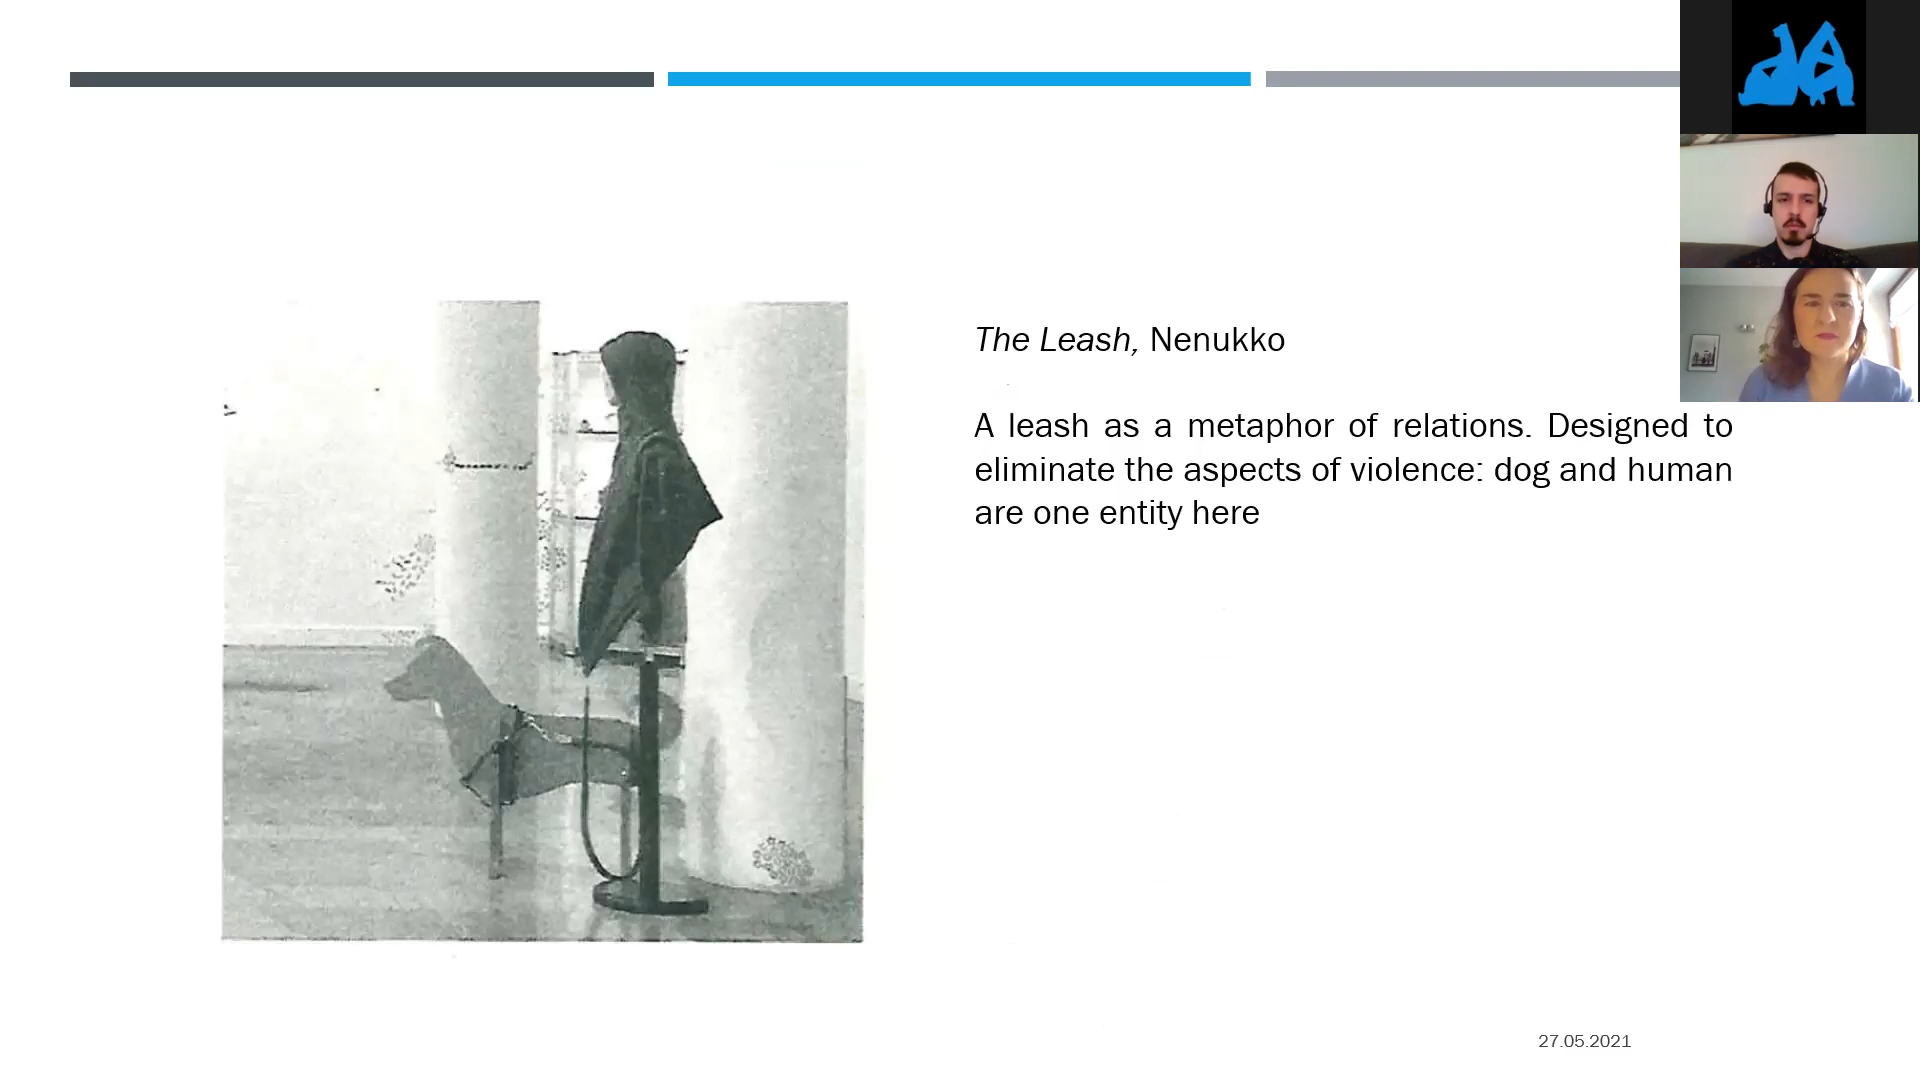 The Leash, Nenukko
A leash as a metaphor of relations. Designed to
eliminate the aspects of violence: dog and human
are one entity here
27.05.2021